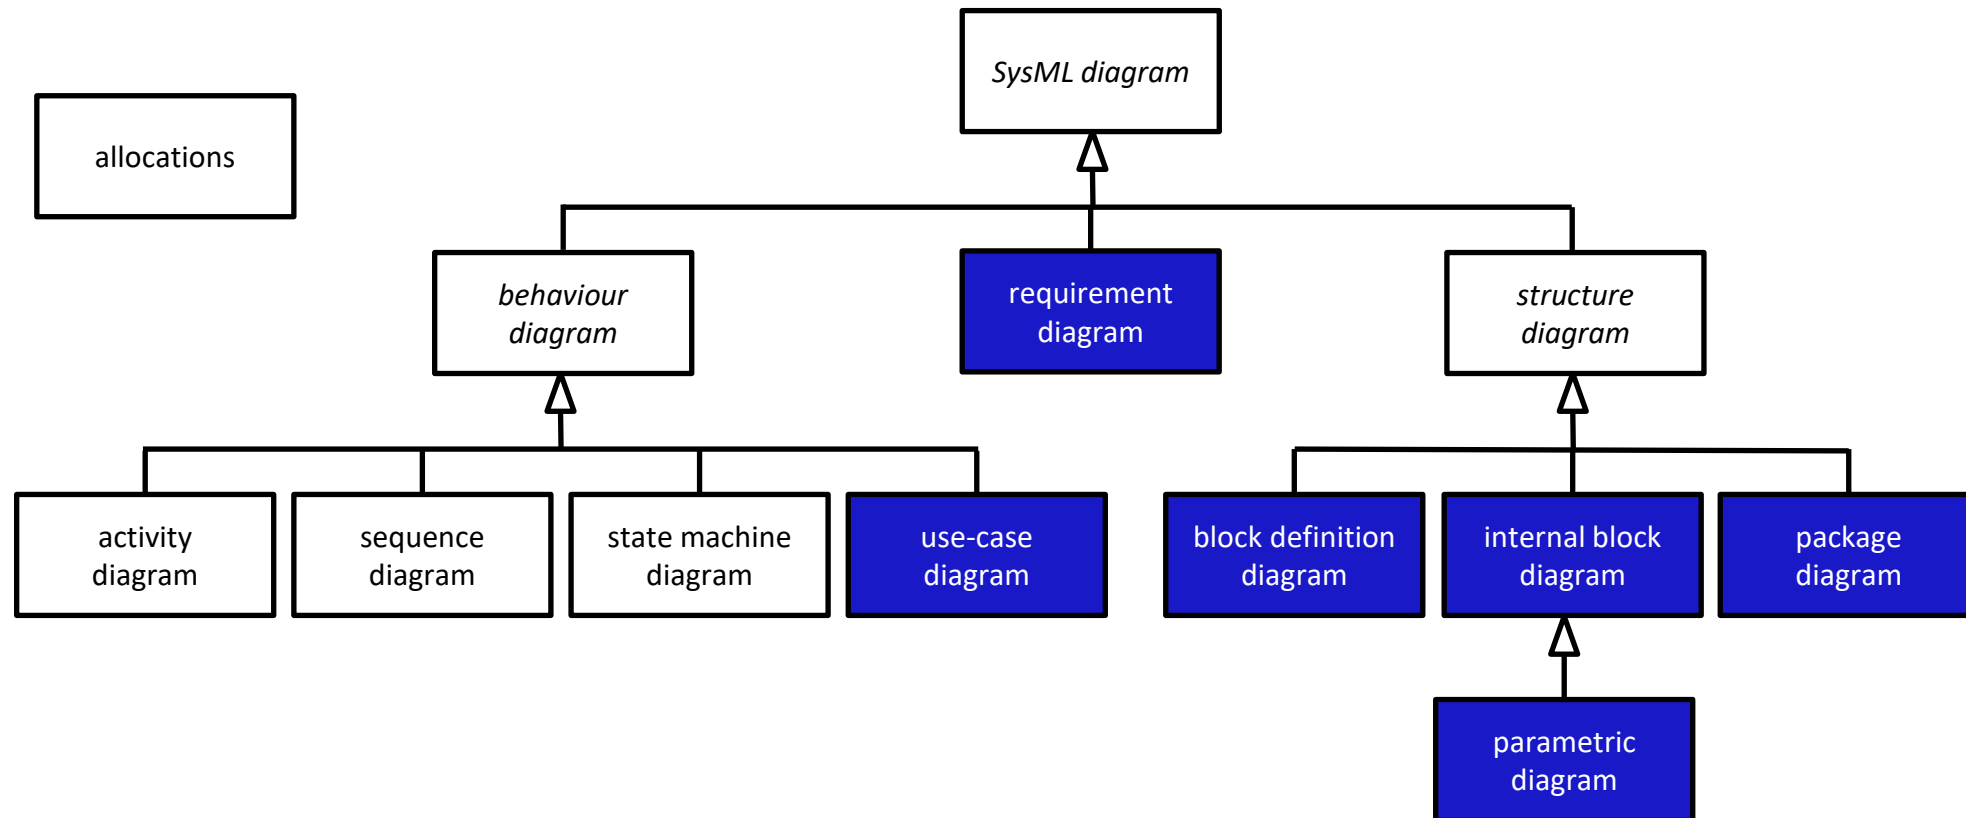 SysML diagram
allocations
behaviour
diagram
requirement
diagram
structure
diagram
activity
diagram
sequence
diagram
state machine
diagram
use-case
diagram
block definition
diagram
internal block
diagram
package
diagram
parametric
diagram